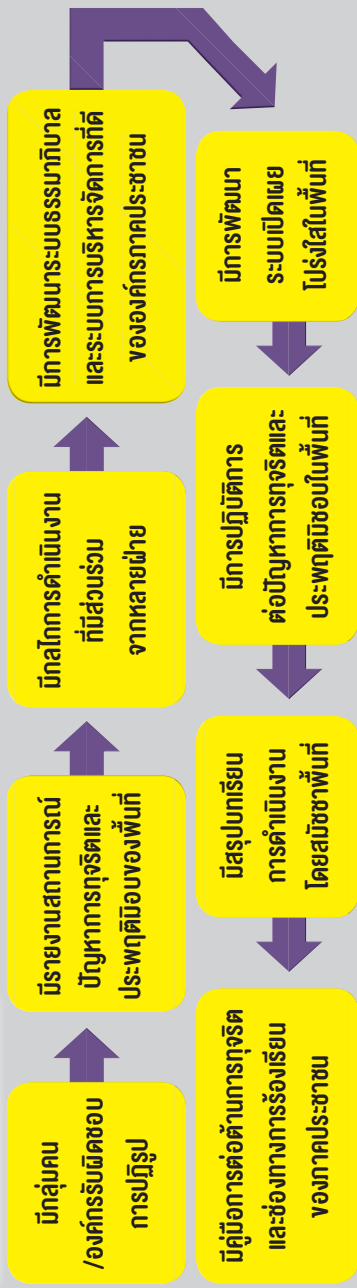 มีกลุ่มคน
/องค์กรรับผิดชอบ
การปฏิรูป
มีรายงานสถานการณ์
ปัญหาการทุจริตและ
ประพฤติมิอบของพื้นที่
มีกลไกการดำเนินงาน
ที่มีส่วนร่วม
จากหลายฝ่าย
มีการพัฒนาระบบธรรมาภิบาล
และระบบการบริหารจัดการที่ดี
ขององค์กรภาคประชาชน
มีการพัฒนา
ระบบเปิดเผย
โปร่งใสในพื้นที่
มีการปฏิบัติการ
ต่อปัญหาการทุจริตและ
ประพฤติมิชอบในพื้นที่
มีสรุปบทเรียน
การดำเนินงาน
โดยสมัชชาพื้นที่
มีคู่มือการต่อต้านการทุจริต
และช่องทางการร้องเรียน
ของภาคประชาชน